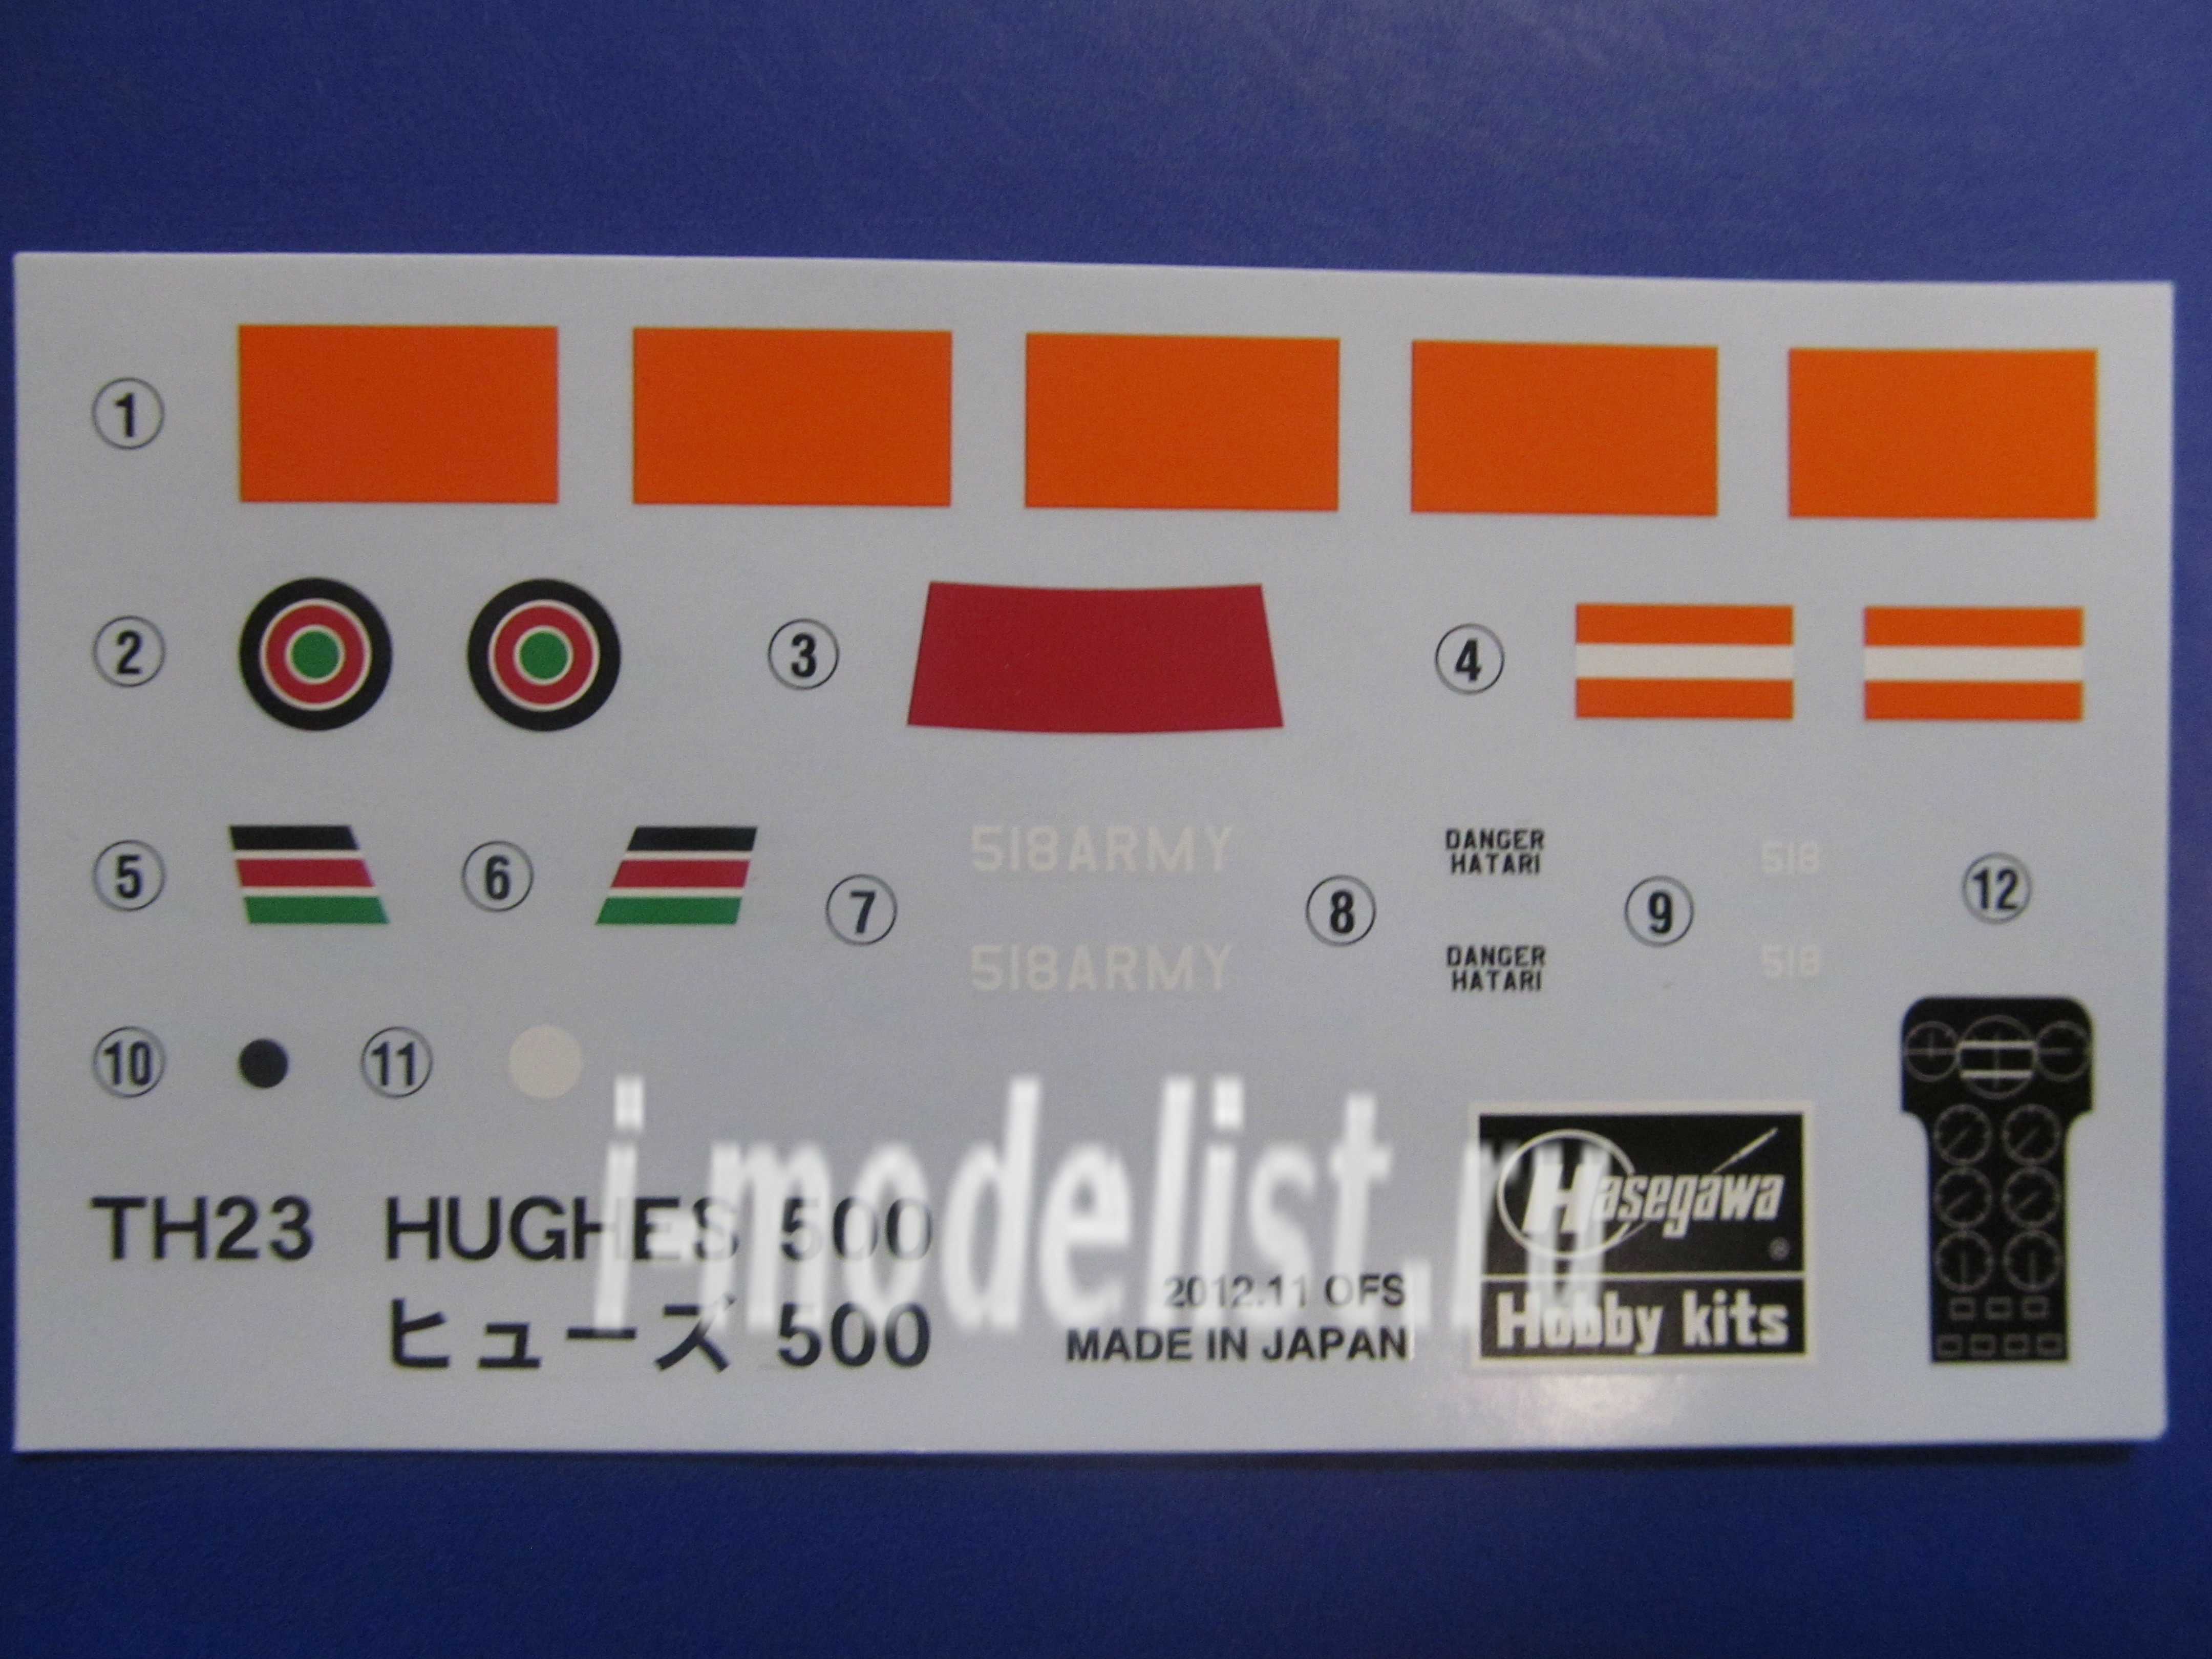 1
2
3
4
5
6
7
518ARMY
518ARMY
8
DANGER
HATARI
DANGER
HATARI
9
518
518
12
10
11
TH23 HUGHES 500
ヒューズ 500
2012.11 OFS
MADE IN JAPAN
Hasegawa
®
Hobby kits
i-modelist.ru